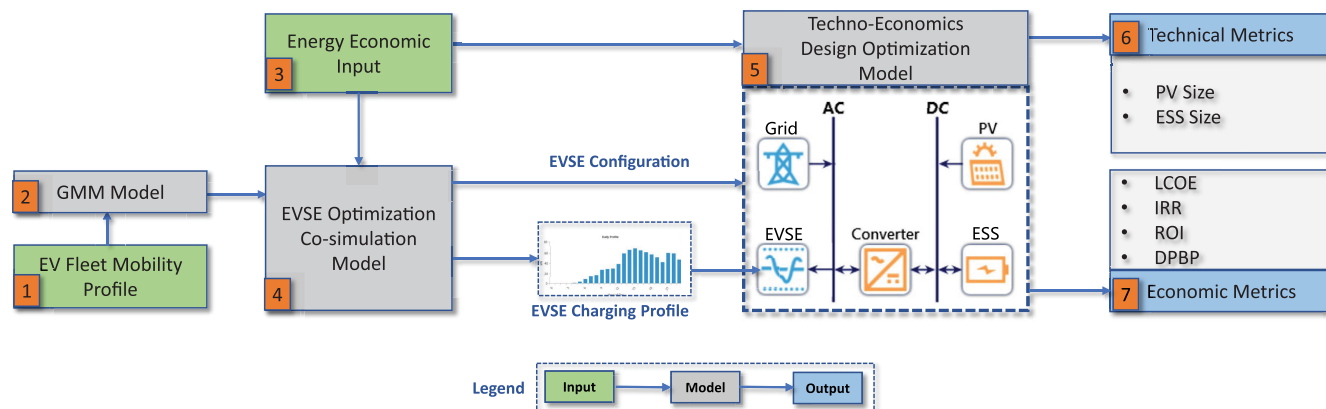 Energy Economic
Input
3
Techno-Economics
Design Optimization
Model
5
6
Technical Metrics
• PV Size
• ESS Size
2
GMM Model
EV Fleet Mobility
Profile
1
EVSE Optimization
Co-simulation
Model
4
EVSE Configuration
EVSE Charging Profile
AC
DC
Grid
PV
EVSE
Converter
ESS
• LCOE
• IRR
• ROI
• DPBP
7
Economic Metrics
Legend
Input
Model
Output